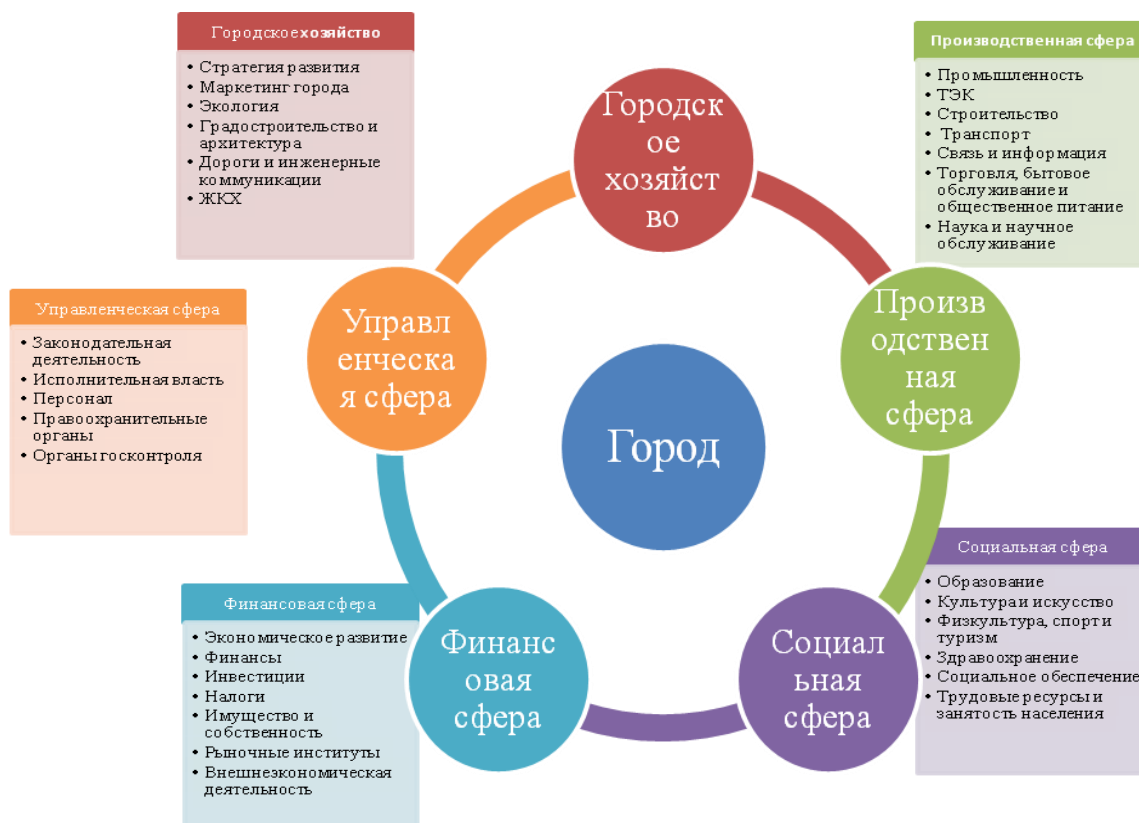 Городское хозяйство
• Стратегия развития
• Маркетинг города
• Экология
• Градостроительство и
архитектура
• Дороги и инженерные
коммуникации
• ЖКХ
Производственная сфера
• Промышленность
• ТЭК
• Строительство
• Транспорт
• Связь и информация
• Торговля, бытовое
обслуживание и
общественное питание
• Наука и научное
обслуживание
Городск
ое
хозяйст
во
Управленческая сфера
• Законодательная
деятельность
• Исполнительная власть
• Персонал
• Правоохранительные
органы
• Органы госконтроля
Управл
енческа
я сфера
Произв
одствен
ная
сфера
Город
Финансовая сфера
• Экономическое развитие
• Финансы
• Инвестиции
• Налоги
• Имущество и
собственность
• Рыночные институты
• Внешнеэкономическая
деятельность
Финанс
овая
сфера
Социал
ьная
сфера
Социальная сфера
• Образование
• Культура и искусство
• Физкультура, спорт и
туризм
• Здравоохранение
• Социальное обеспечение
• Трудовые ресурсы и
занятость населения